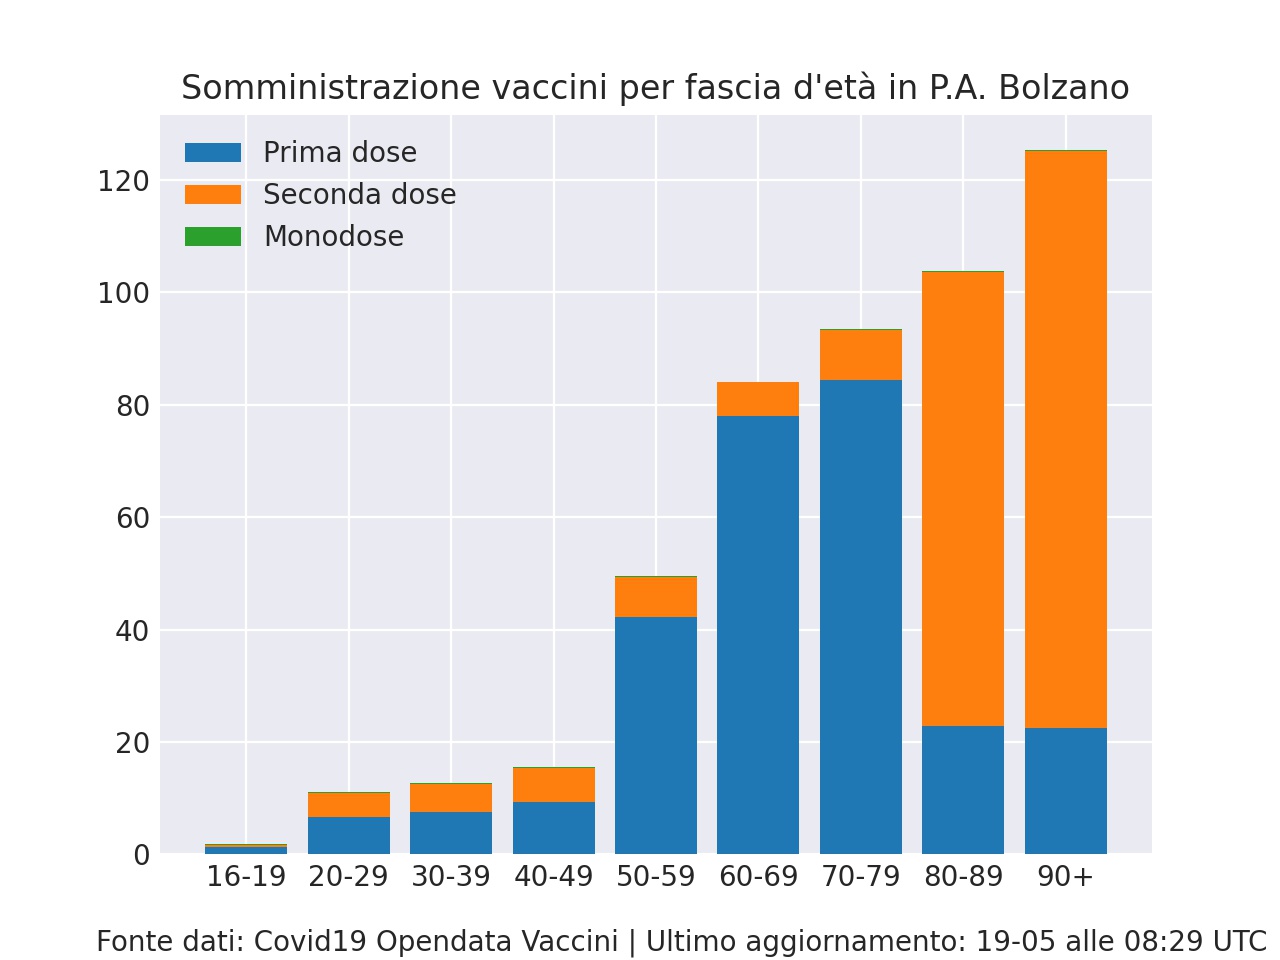 Somministrazione vaccini per fascia d'età in P.A. Bolzano
Prima dose
Seconda dose
Monodose
120
100
80
60
40
20
0
16-19 20-29 30-39 40-49 50-59 60-69 70-79 80-89 90+
Fonte dati: Covid19 Opendata Vaccini | Ultimo aggiornamento: 19-05 alle 08:29 UTC